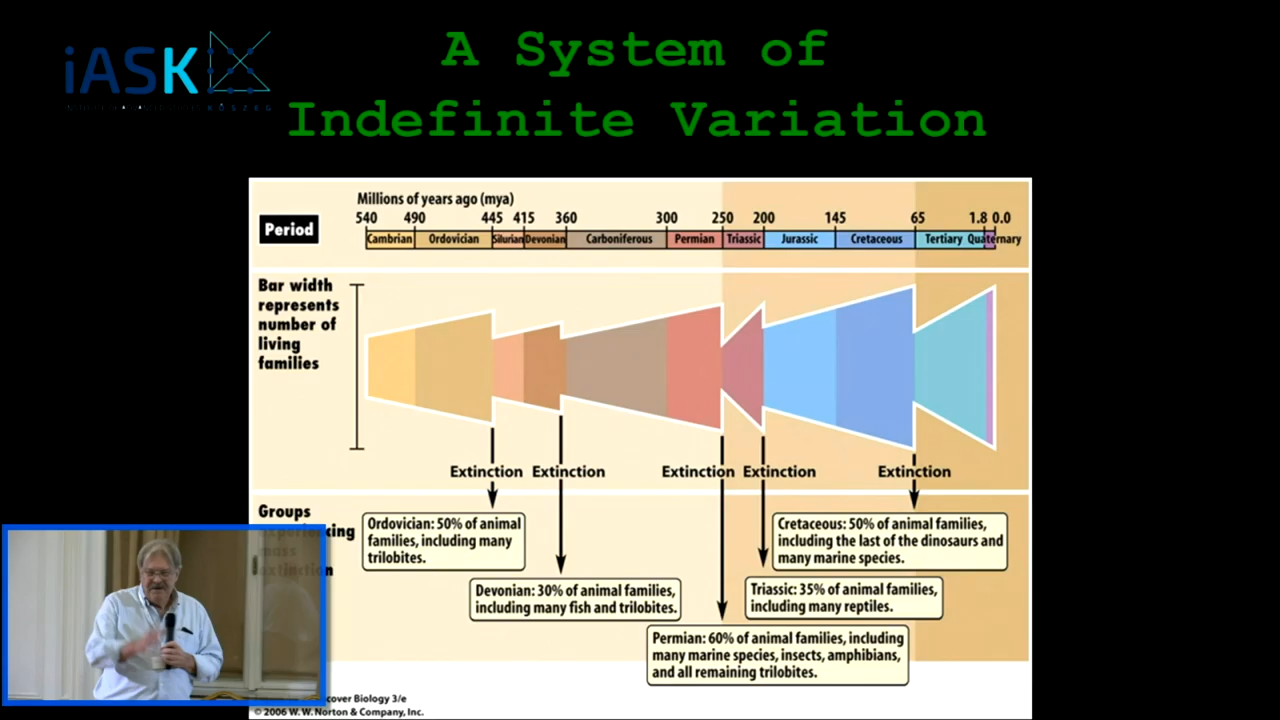 iASK
KŐSZEG
A System of
Indefinite Variation
Millions of years ago (mya)
540 490 445 415 360 300 250 200 145 65 1.8 0.0
Period
Cambrian Ordovician Silurian Devonian Carboniferous Permian Triassic Jurassic Cretaceous Tertiary Quaternary
Bar width
represents
number of
living
families
Extinction Extinction Extinction Extinction Extinction
Groups
experiencing
mass
extinction
Ordovician: 50% of animal
families, including many
trilobites.
Cretaceous: 50% of animal families,
including the last of the dinosaurs and
many marine species.
Devonian: 30% of animal families,
including many fish and trilobites.
Triassic: 35% of animal families,
including many reptiles.
Permian: 60% of animal families, including
many marine species, insects, amphibians,
and all remaining trilobites.
cover Biology 3/e
© 2006 W. W. Norton & Company, Inc.